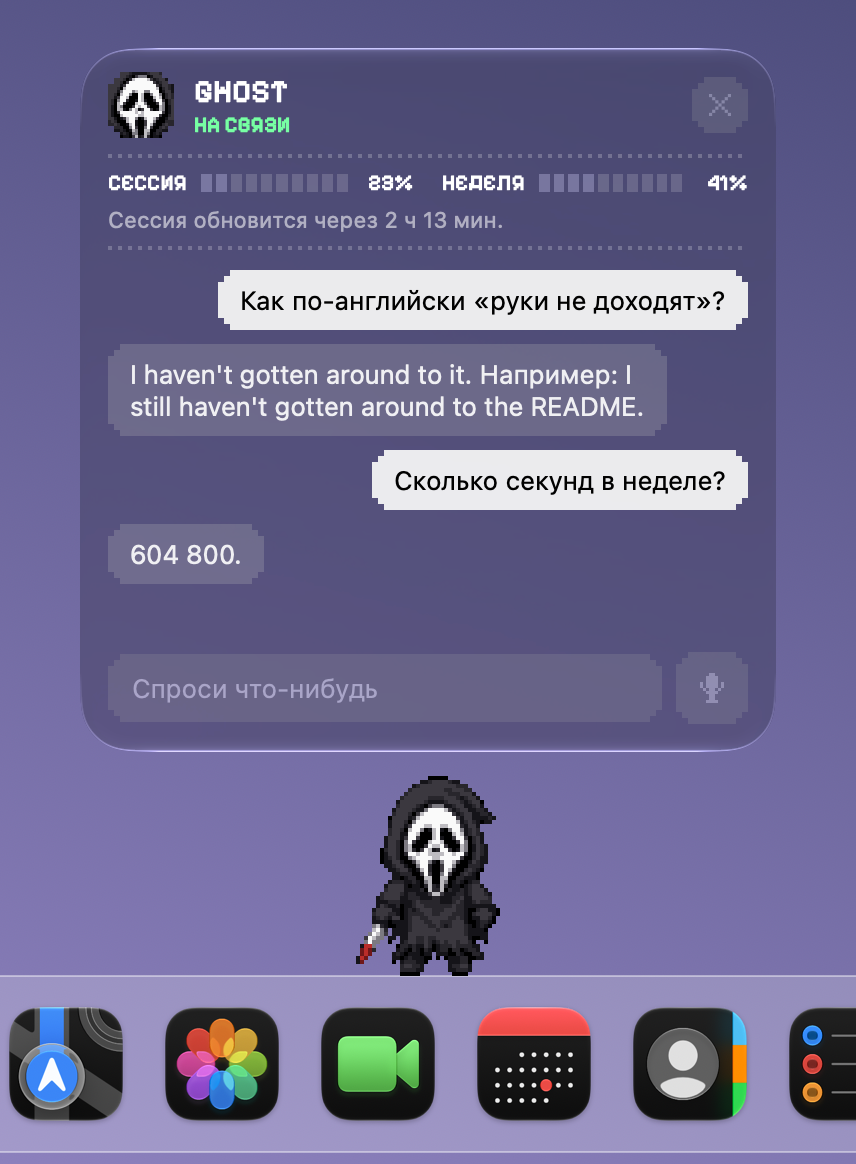 GHOST
НА СВЯЗИ
СЕССИЯ 23% НЕДЕЛЯ 41%
Сессия обновится через 2 ч 13 мин.
Как по-английски «руки не доходят»?
I haven't gotten around to it. Например: I
still haven't gotten around to the README.
Сколько секунд в неделе?
604 800.
Спроси что-нибудь